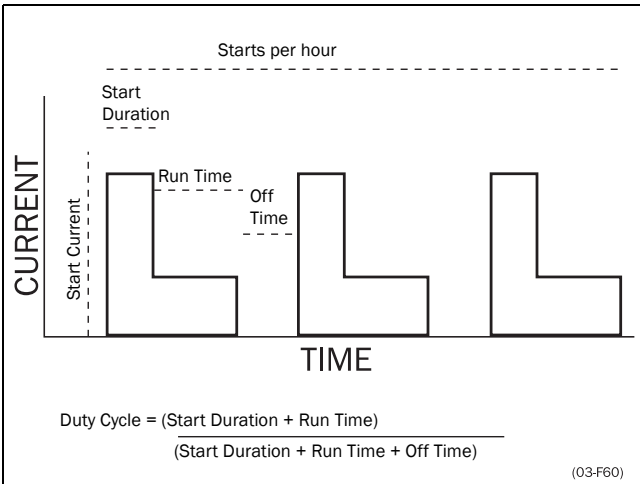 Starts per hour
Start
Duration
Run Time
Off
Time
Start Current
CURRENT
TIME
Duty Cycle = (Start Duration + Run Time)
(Start Duration + Run Time + Off Time)
(03-F60)